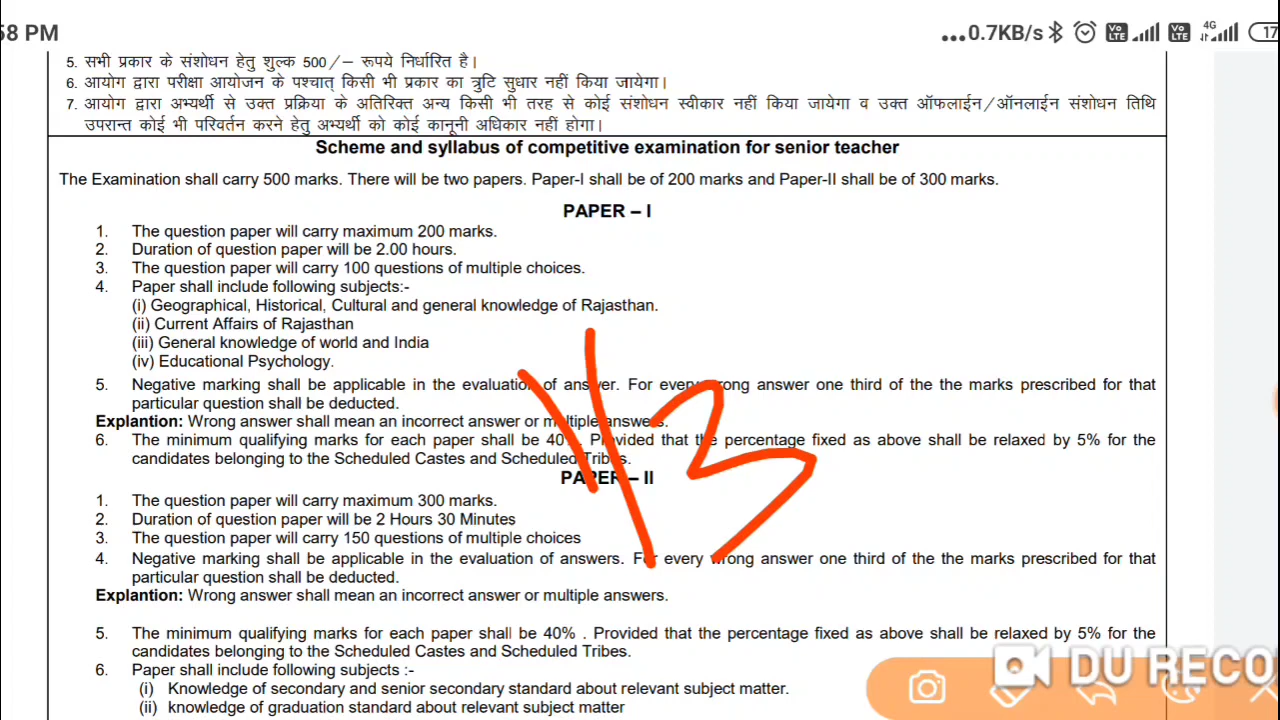 :58 PM
...0.7KB/s
Vo LTE
Vo LTE
4G
17
5. सभी प्रकार के संशोधन हेतु शुल्क 500/– रूपये निर्धारित है।
6. आयोग द्वारा परीक्षा आयोजन के पश्चात् किसी भी प्रकार का त्रुटि सुधार नहीं किया जायेगा।
7. आयोग द्वारा अभ्यर्थी से उक्त प्रक्रिया के अतिरिक्त अन्य किसी भी तरह से कोई संशोधन स्वीकार नहीं किया जायेगा व उक्त ऑफलाईन/ऑनलाईन संशोधन तिथि
उपरान्त कोई भी परिवर्तन करने हेतु अभ्यर्थी को कोई कानूनी अधिकार नहीं होगा।
Scheme and syllabus of competitive examination for senior teacher
The Examination shall carry 500 marks. There will be two papers. Paper-I shall be of 200 marks and Paper-II shall be of 300 marks.
PAPER – I
1. The question paper will carry maximum 200 marks.
2. Duration of question paper will be 2.00 hours.
3. The question paper will carry 100 questions of multiple choices.
4. Paper shall include following subjects:-
(i) Geographical, Historical, Cultural and general knowledge of Rajasthan.
(ii) Current Affairs of Rajasthan
(iii) General knowledge of world and India
(iv) Educational Psychology.
5. Negative marking shall be applicable in the evaluation of answer. For every wrong answer one third of the the marks prescribed for that
particular question shall be deducted.
Explantion: Wrong answer shall mean an incorrect answer or multiple answers.
6. The minimum qualifying marks for each paper shall be 40%. Provided that the percentage fixed as above shall be relaxed by 5% for the
candidates belonging to the Scheduled Castes and Scheduled Tribes.
1/3
PAPER – II
1. The question paper will carry maximum 300 marks.
2. Duration of question paper will be 2 Hours 30 Minutes
3. The question paper will carry 150 questions of multiple choices
4. Negative marking shall be applicable in the evaluation of answers. For every wrong answer one third of the the marks prescribed for that
particular question shall be deducted.
Explantion: Wrong answer shall mean an incorrect answer or multiple answers.
5. The minimum qualifying marks for each paper shall be 40% . Provided that the percentage fixed as above shall be relaxed by 5% for the
candidates belonging to the Scheduled Castes and Scheduled Tribes.
6. Paper shall include following subjects :-
(i) Knowledge of secondary and senior secondary standard about relevant subject matter.
(ii) knowledge of graduation standard about relevant subject matter
DU RECO